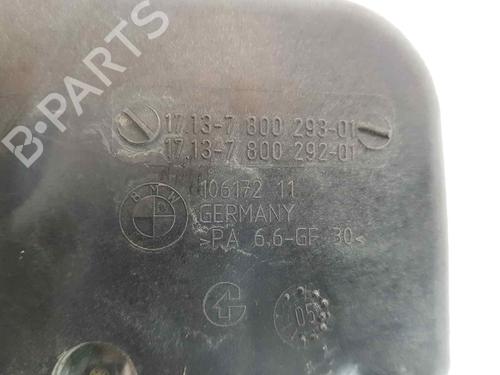 B-PARTS
17.13-7 800 293-01
17.13-7 800 292-01
BMW
106172 11
GERMANY
>PA 6.6-GF 30<
05